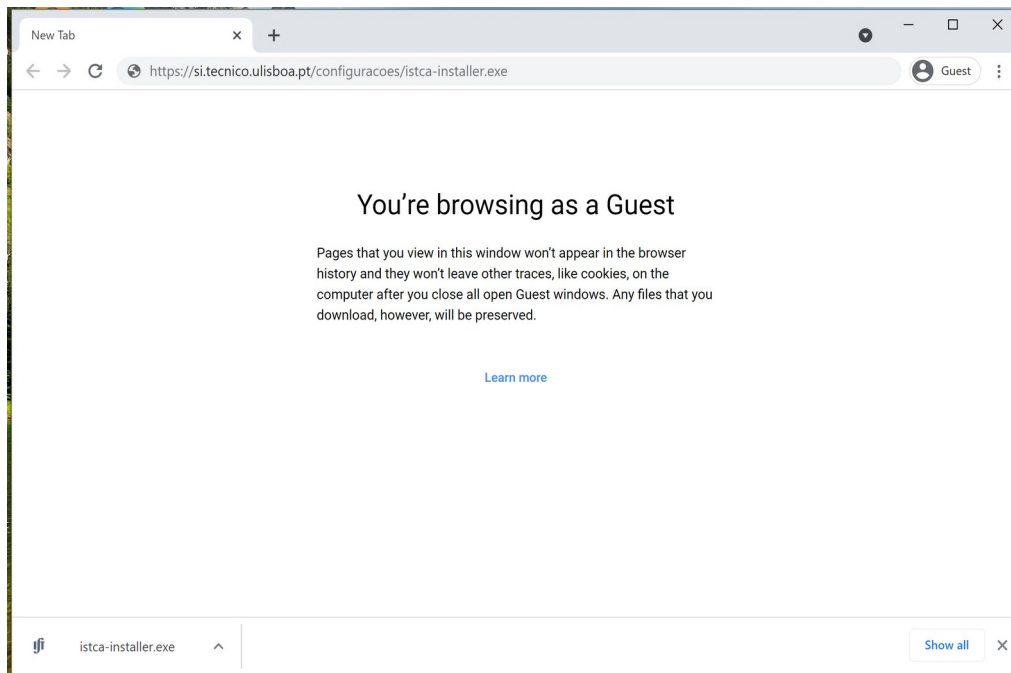 New Tab
https://si.tecnico.ulisboa.pt/configuracoes/istca-installer.exe
Guest
You're browsing as a Guest
Pages that you view in this window won't appear in the browser
history and they won't leave other traces, like cookies, on the
computer after you close all open Guest windows. Any files that you
download, however, will be preserved.
Learn more
istca-installer.exe
Show all